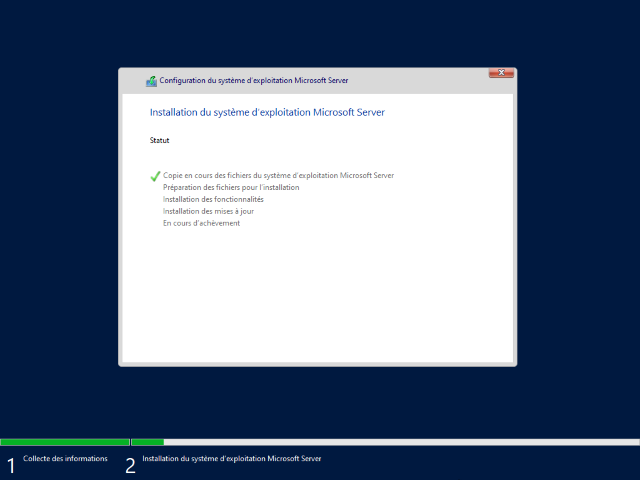 Configuration du système d'exploitation Microsoft Server
Installation du système d'exploitation Microsoft Server
Statut
Copie en cours des fichiers du système d'exploitation Microsoft Server
Préparation des fichiers pour l'installation
Installation des fonctionnalités
Installation des mises à jour
En cours d'achèvement
1 Collecte des informations 2 Installation du système d'exploitation Microsoft Server